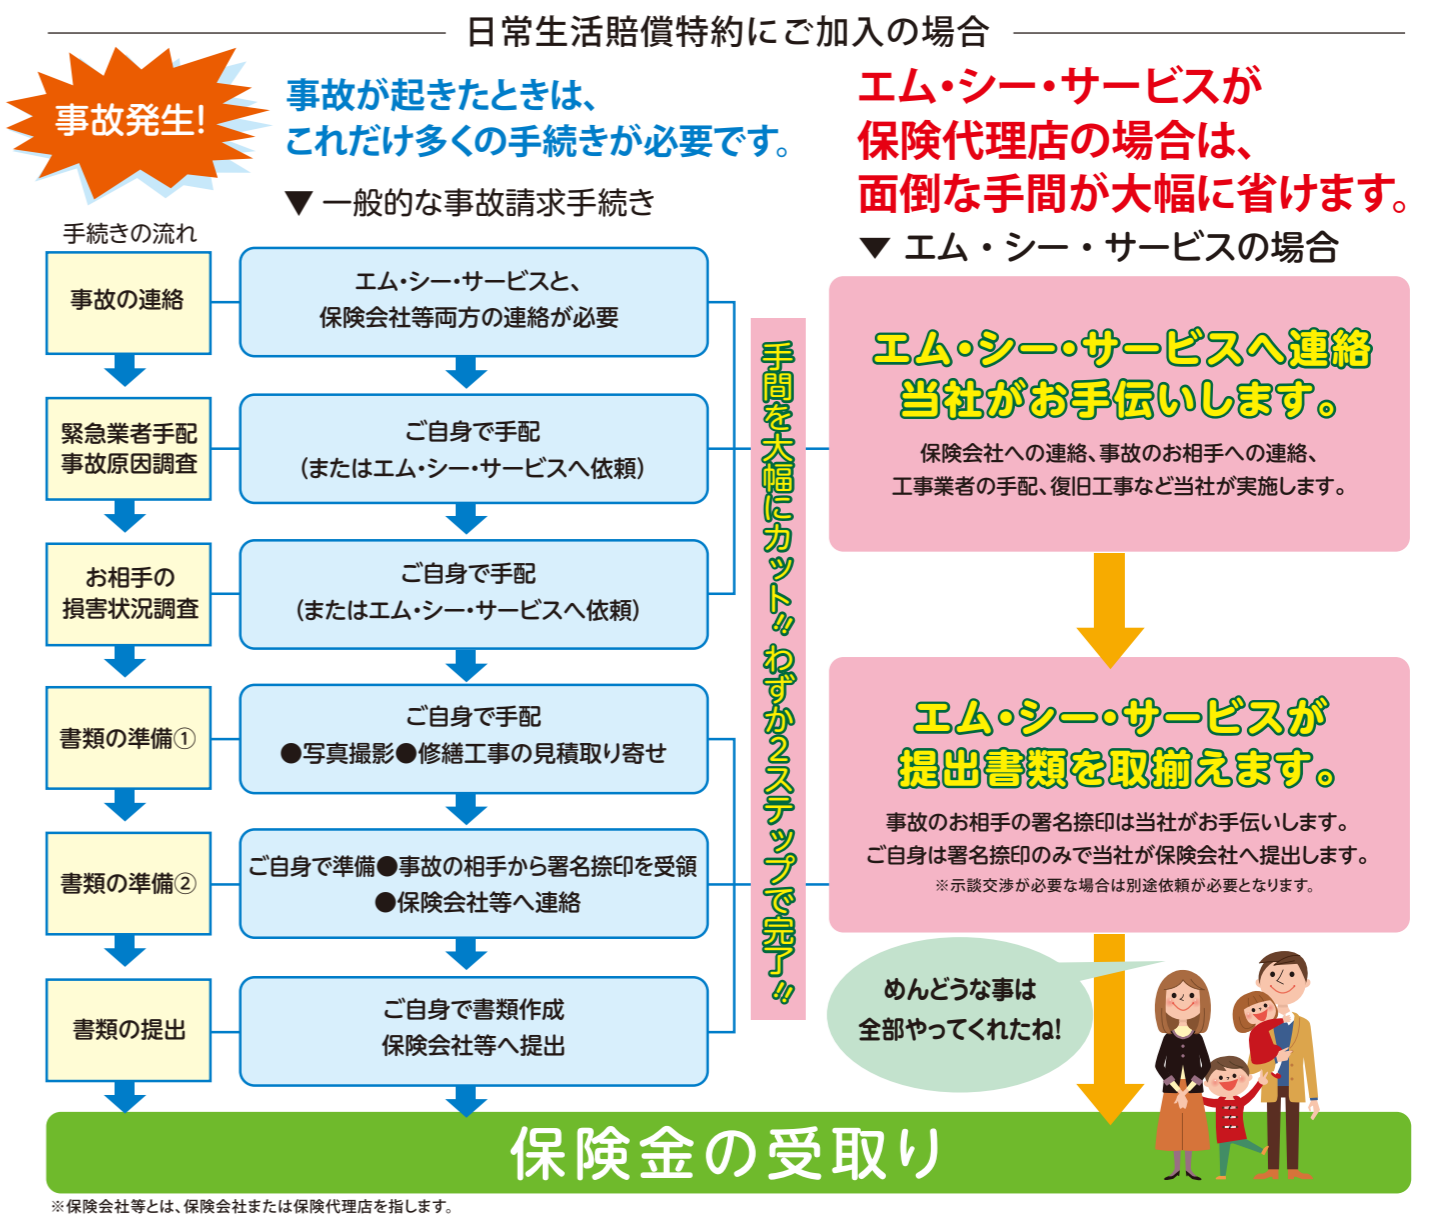 日常生活賠償特約にご加入の場合
事故発生!
事故が起きたときは、
これだけ多くの手続きが必要です。
▼ 一般的な事故請求手続き
エム・シー・サービスが
保険代理店の場合は、
面倒な手間が大幅に省けます。
▼ エム・シー・サービスの場合
手続きの流れ
事故の連絡
エム・シー・サービスと、
保険会社等両方の連絡が必要
緊急業者手配
事故原因調査
ご自身で手配
(またはエム・シー・サービスへ依頼)
お相手の
損害状況調査
ご自身で手配
(またはエム・シー・サービスへ依頼)
書類の準備①
ご自身で手配
●写真撮影●修繕工事の見積取り寄せ
書類の準備②
ご自身で準備●事故の相手から署名捺印を受領
●保険会社等へ連絡
書類の提出
ご自身で書類作成
保険会社等へ提出
手間を大幅にカット!!わずか2ステップで完了!!
エム・シー・サービスへ連絡
当社がお手伝いします。
保険会社への連絡、事故のお相手への連絡、
工事業者の手配、復旧工事など当社が実施します。
エム・シー・サービスが
提出書類を取揃えます。
事故のお相手の署名捺印は当社がお手伝いします。
ご自身は署名捺印のみで当社が保険会社へ提出します。
※示談交渉が必要な場合は別途依頼が必要となります。
めんどうな事は
全部やってくれたね!
保険金の受取り
※保険会社等とは、保険会社または保険代理店を指します。